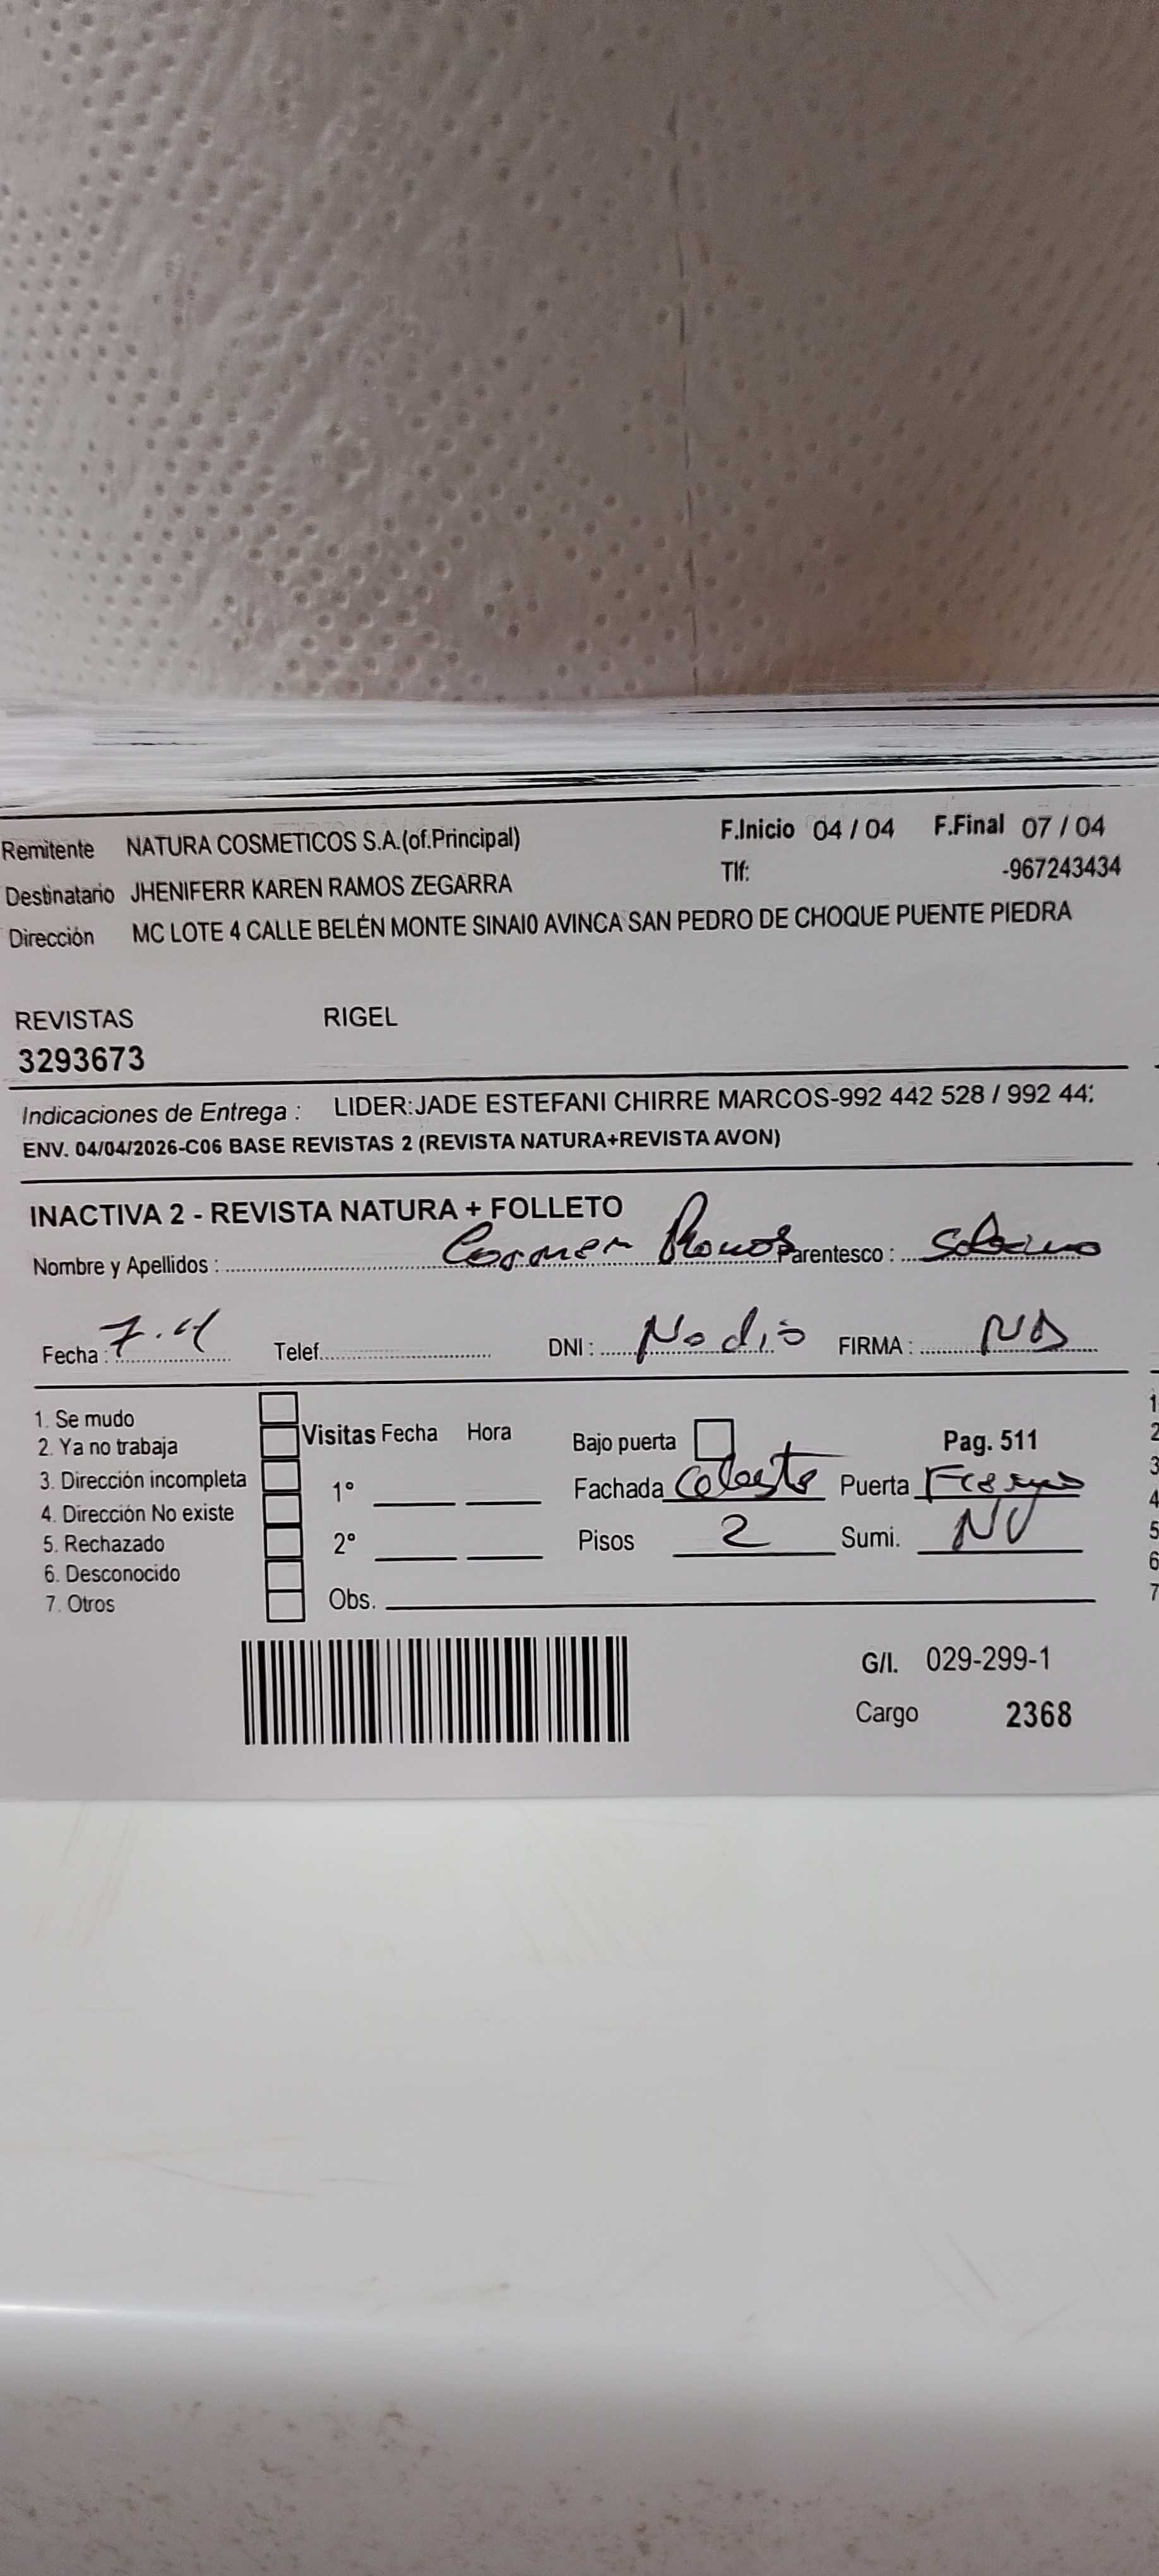 Remitente NATURA COSMETICOS S.A.(of.Principal) F.Inicio 04 / 04 F.Final 07 / 04
Destinatario JHENIFERR KAREN RAMOS ZEGARRA Tlf: -967243434
Dirección MC LOTE 4 CALLE BELÉN MONTE SINAI0 AVINCA SAN PEDRO DE CHOQUE PUENTE PIEDRA
REVISTAS RIGEL
3293673
Indicaciones de Entrega : LIDER:JADE ESTEFANI CHIRRE MARCOS-992 442 528 / 992 44
ENV. 04/04/2026-C06 BASE REVISTAS 2 (REVISTA NATURA+REVISTA AVON)
INACTIVA 2 - REVISTA NATURA + FOLLETO
Nombre y Apellidos : Carmen Ramos Parentesco : Sobrino
Fecha : 7.4 Telef. DNI : No dio FIRMA :
1. Se mudo
2. Ya no trabaja Visitas Fecha Hora Bajo puerta Pag. 511
3. Dirección incompleta 1° Fachada Celeste Puerta Fierro
4. Dirección No existe
5. Rechazado 2° Pisos 2 Sumi. NV
6. Desconocido
7. Otros Obs.
G/l. 029-299-1
Cargo 2368